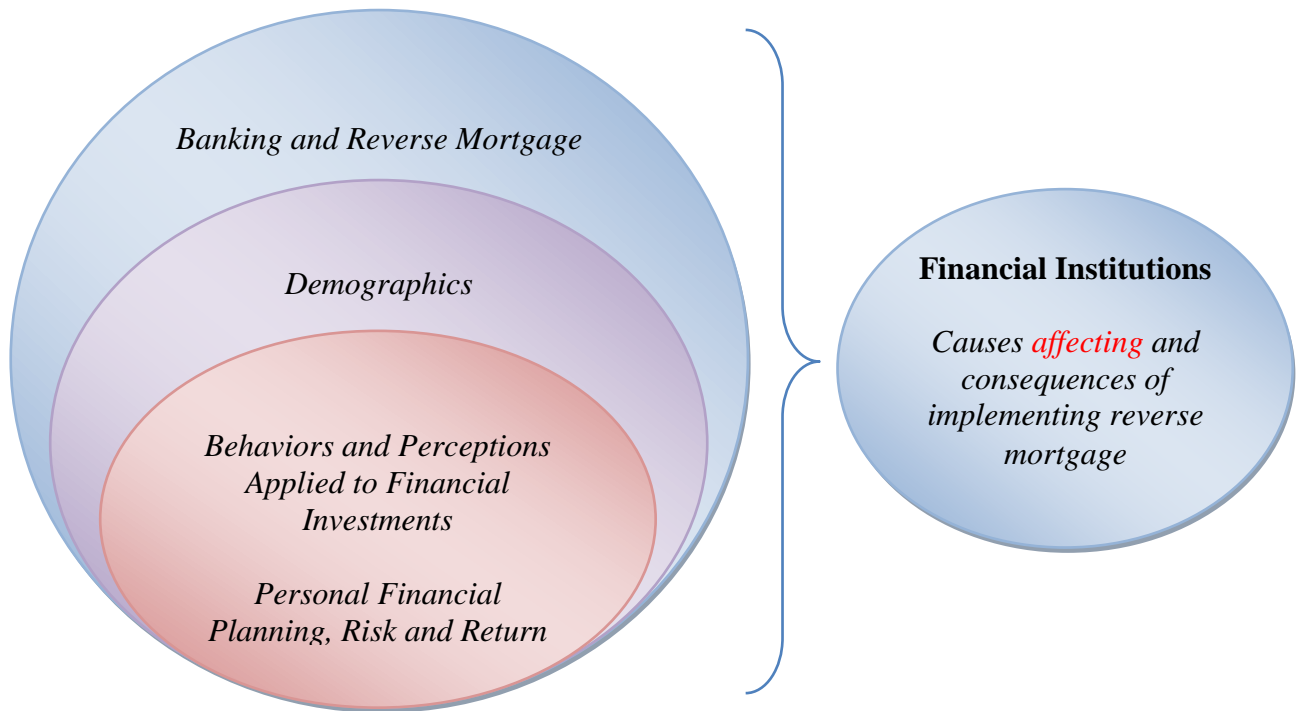 Banking and Reverse Mortgage
Demographics
Behaviors and Perceptions
Applied to Financial
Investments
Personal Financial
Planning, Risk and Return
Financial Institutions
Causes affecting and
consequences of
implementing reverse
mortgage